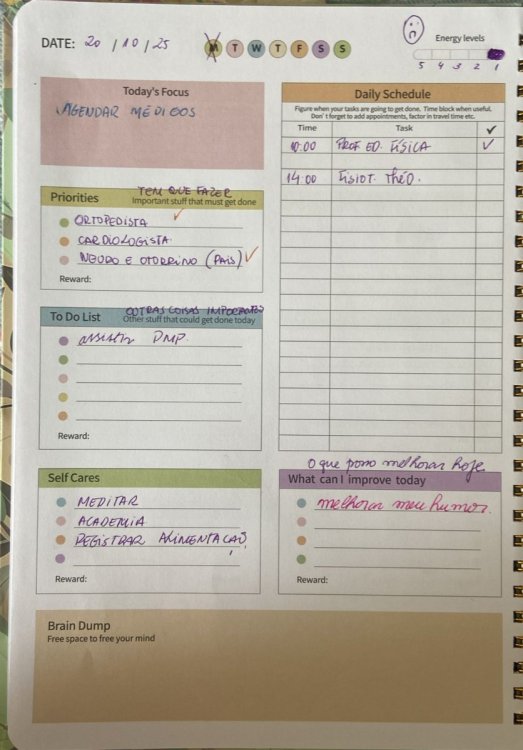 DATE: 20 / 10 / 25
M T W T F S S
Energy levels
5 4 3 2 1
Today's Focus
AGENDAR MÉDICOS
Priorities
TEM QUE FAZER
Important stuff that must get done
ORTOPEDISTA ✓
CARDIOLOGISTA
NEURO E OTORRINO (PAIS) ✓
Reward:
To Do List
OUTRAS COISAS IMPORTANTES
Other stuff that could get done today
assistir DMP.
Reward:
Self Cares
MEDITAR
ACADEMIA
REGISTRAR ALIMENTAÇÃO
Reward:
Daily Schedule
Figure when your tasks are going to get done. Time block when useful.
Don't forget to add appointments, factor in travel time etc.
Time Task ✓
10:00 PROF ED. FÍSICA ✓
14:00 FISIOT. THÉO.
O que posso melhorar hoje
What can I improve today
melhorar meu humor.
Reward:
Brain Dump
Free space to free your mind